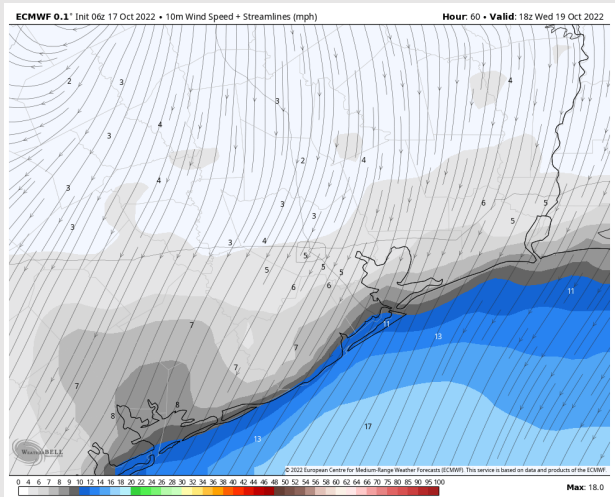 ECMWF 0.1° Init 06z 17 Oct 2022 • 10m Wind Speed + Streamlines (mph) Hour: 60 • Valid: 18z Wed 19 Oct 2022
2 3 3 4
3 4
2 4
3 4
3 3 6 5
3 3 4 5
5 5 5 5
6 6
11
7 11
7 13
7
7
8 8 17
13
WeatherBELL
© 2022 European Centre for Medium-Range Weather Forecasts (ECMWF). This service is based on data and products of the ECMWF.
0 4 6 7 8 9 10 12 14 16 18 20 22 24 26 28 30 32 34 36 38 40 42 44 46 48 50 52 54 56 58 60 62 64 66 68 70 75 80 85 90 95 100
Max: 18.0